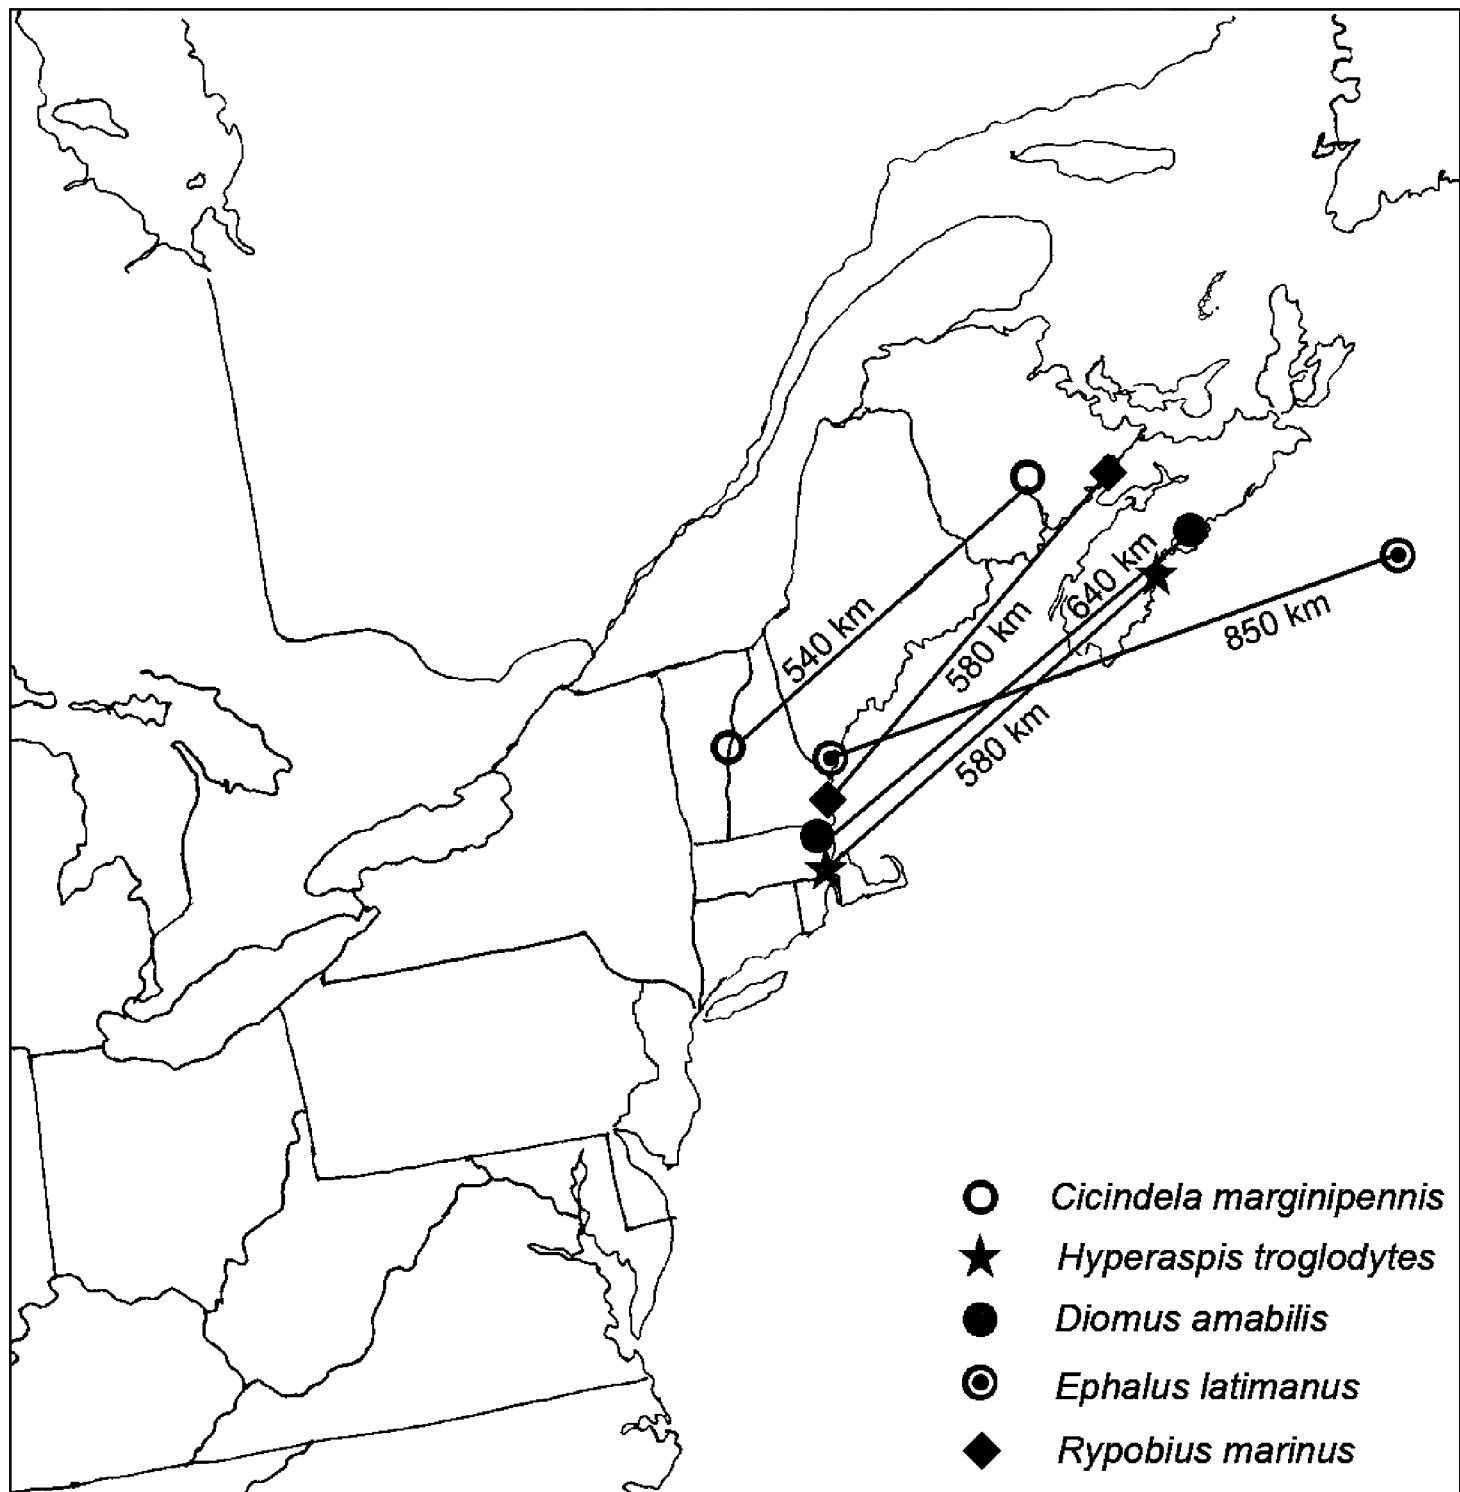 640 km
540 km
580 km
850 km
580 km
Cicindela marginipennis
Hyperaspis troglodytes
Diomus amabilis
Ephalus latimanus
Rypobius marinus